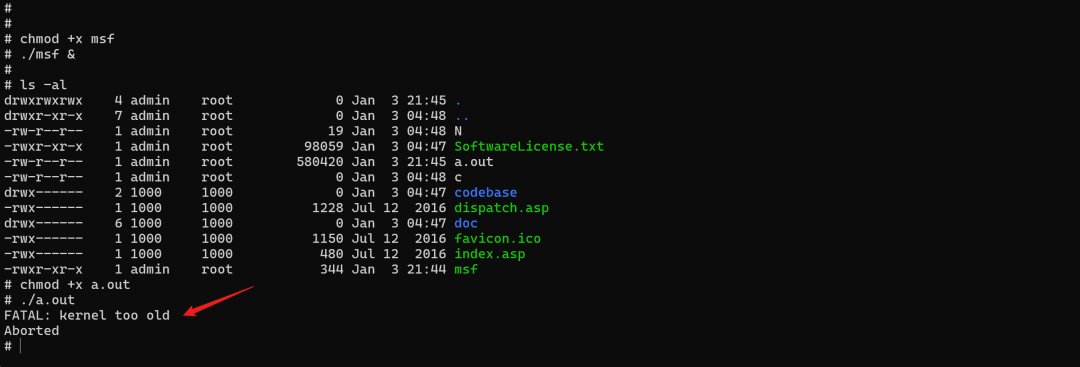 #
#
# chmod +x msf
# ./msf &
#
# ls -al
drwxrwxrwx    4 admin    root             0 Jan  3 21:45 .
drwxr-xr-x    7 admin    root             0 Jan  3 04:48 ..
-rw-r--r--    1 admin    root            19 Jan  3 04:48 N
-rw-r--r--    1 admin    root         98059 Jan  3 04:47 SoftwareLicense.txt
-rw-r--r--    1 admin    root        580420 Jan  3 21:45 a.out
-rw-r--r--    1 admin    root             0 Jan  3 04:48 c
drwx------    2 1000     1000             0 Jan  3 04:47 codebase
-rwx------    1 1000     1000          1228 Jul 12  2016 dispatch.asp
drwx------    6 1000     1000             0 Jan  3 04:47 doc
-rwx------    1 1000     1000          1150 Jul 12  2016 favicon.ico
-rwx------    1 1000     1000           480 Jul 12  2016 index.asp
-rwxr-xr-x    1 admin    root           344 Jan  3 21:44 msf
# chmod +x a.out
# ./a.out
FATAL: kernel too old
Aborted
#